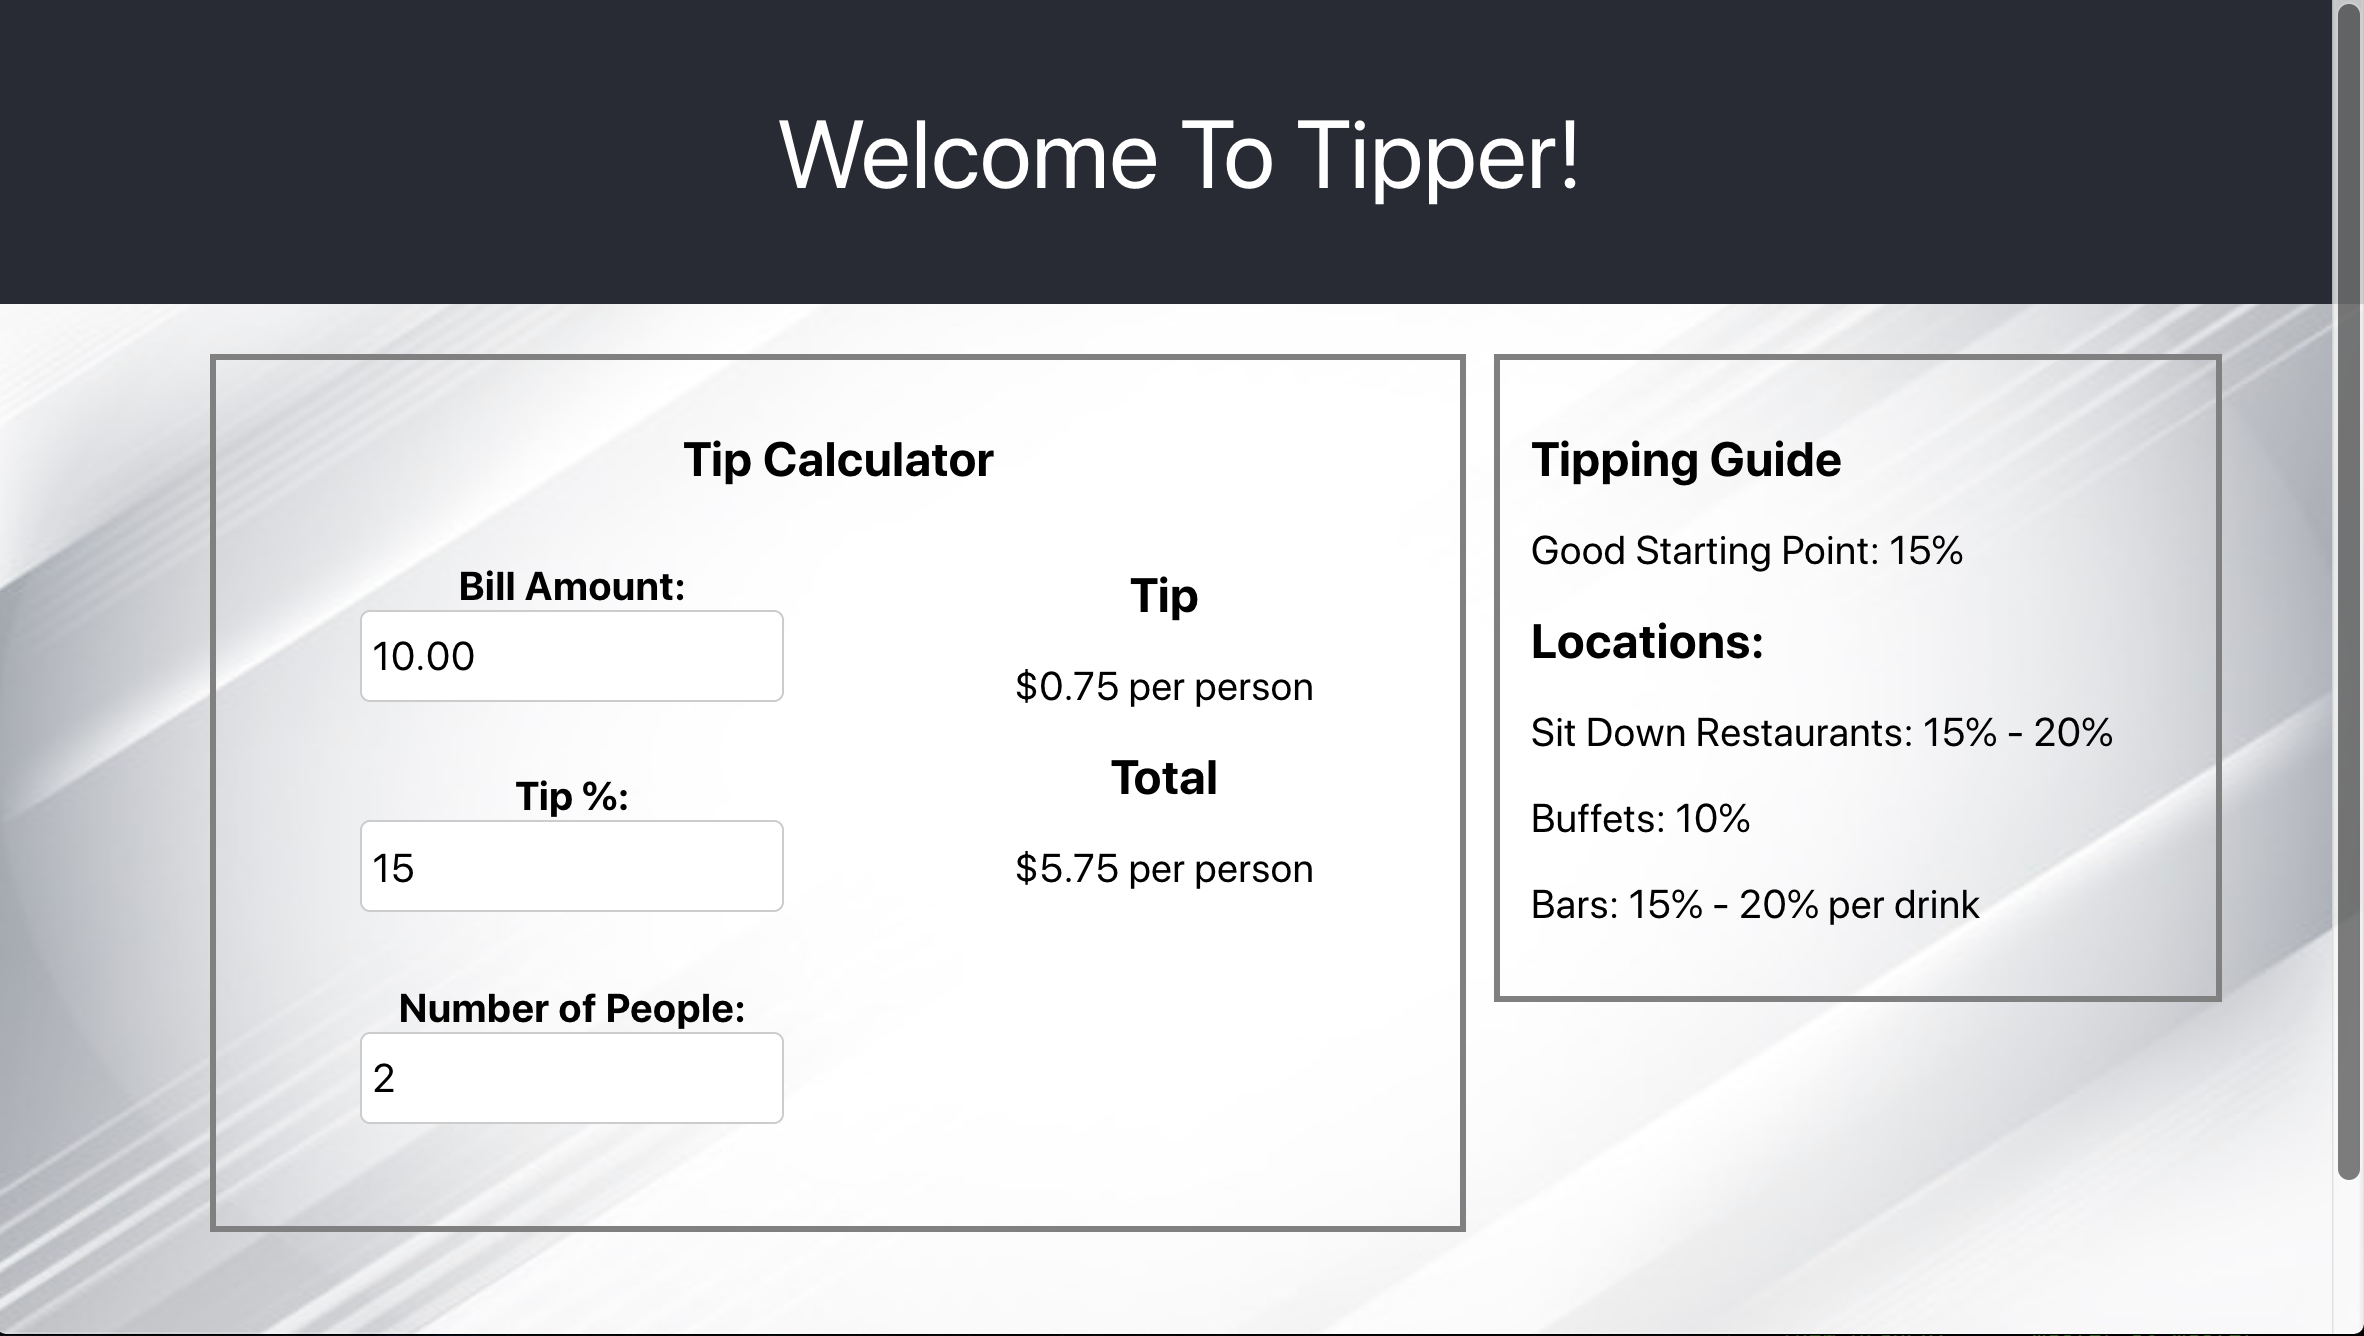 Welcome To Tipper!
Tip Calculator
Bill Amount:
10.00
Tip %:
15
Number of People:
2
Tip
$0.75 per person
Total
$5.75 per person
Tipping Guide
Good Starting Point: 15%
Locations:
Sit Down Restaurants: 15% - 20%
Buffets: 10%
Bars: 15% - 20% per drink